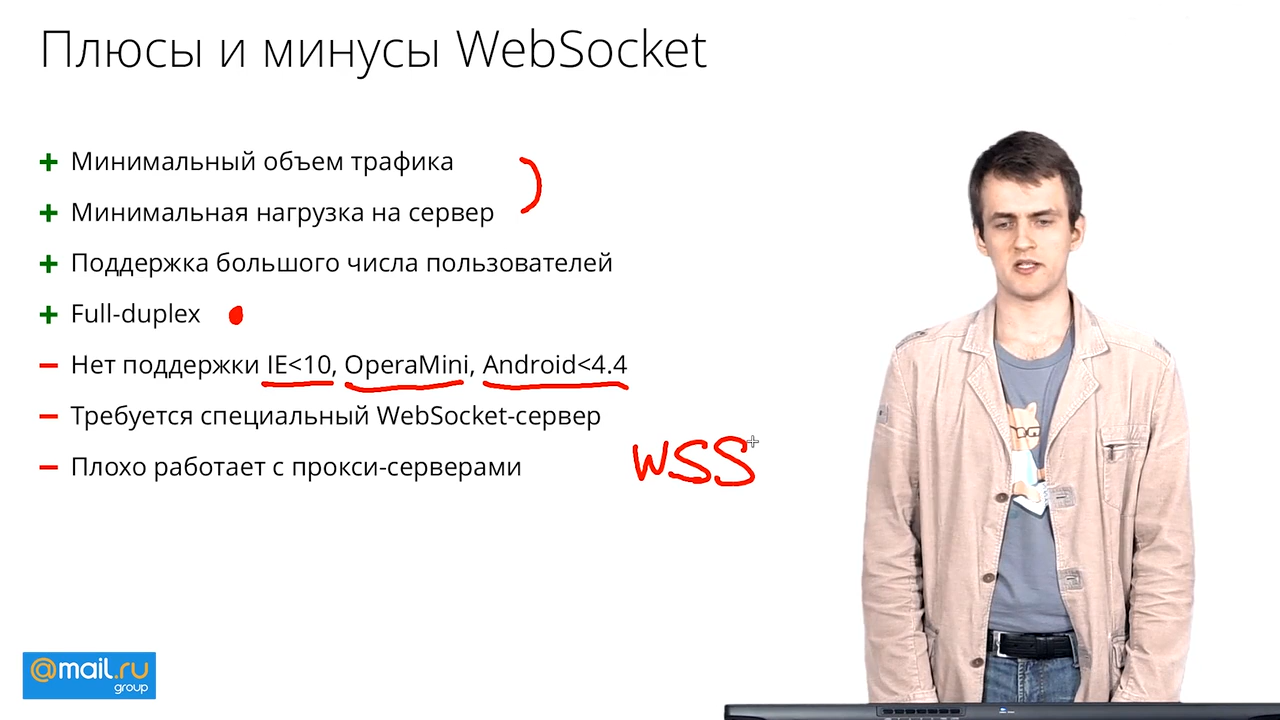 Плюсы и минусы WebSocket
+ Минимальный объем трафика
+ Минимальная нагрузка на сервер
+ Поддержка большого числа пользователей
+ Full-duplex
− Нет поддержки IE<10, OperaMini, Android<4.4
− Требуется специальный WebSocket-сервер
− Плохо работает с прокси-серверами
WSS
@mail.ru
group